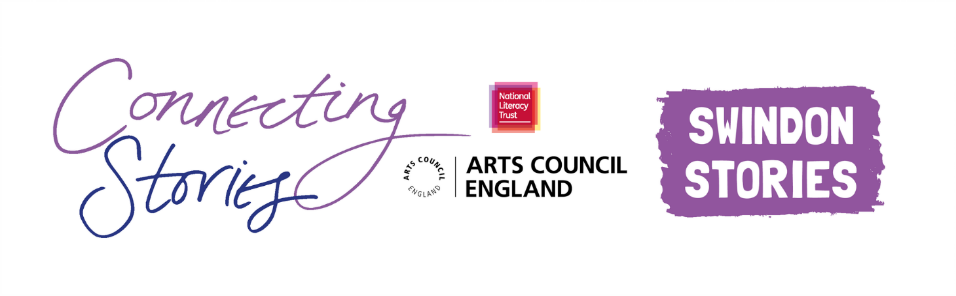 Connecting
Stories
National
Literacy
Trust
ARTS COUNCIL
ENGLAND
ARTS COUNCIL
ENGLAND
SWINDON
STORIES